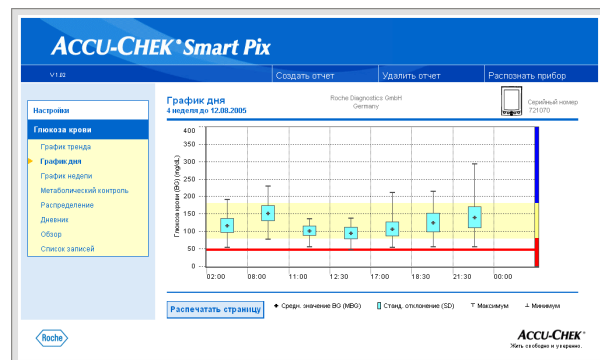 ACCU-CHEK® Smart Pix
V 1.02
Создать отчет
Удалить отчет
Распознать прибор
Настройки
Глюкоза крови
График тренда
График дня
График недели
Метаболический контроль
Распределение
Дневник
Обзор
Список записей
График дня
4 недели до 12.08.2005
Roche Diagnostics GmbH
Germany
Серийный номер
721070
Глюкоза крови (BG) (mg/dL)
400
350
300
250
200
150
100
50
0
02:00 08:00 11:00 12:30 17:00 18:30 21:30 00:00
Распечатать страницу
Средн. значение BG (MBG)
Станд. отклонение (SD)
Максимум
Минимум
Roche
ACCU-CHEK®
Жить свободно и уверенно.